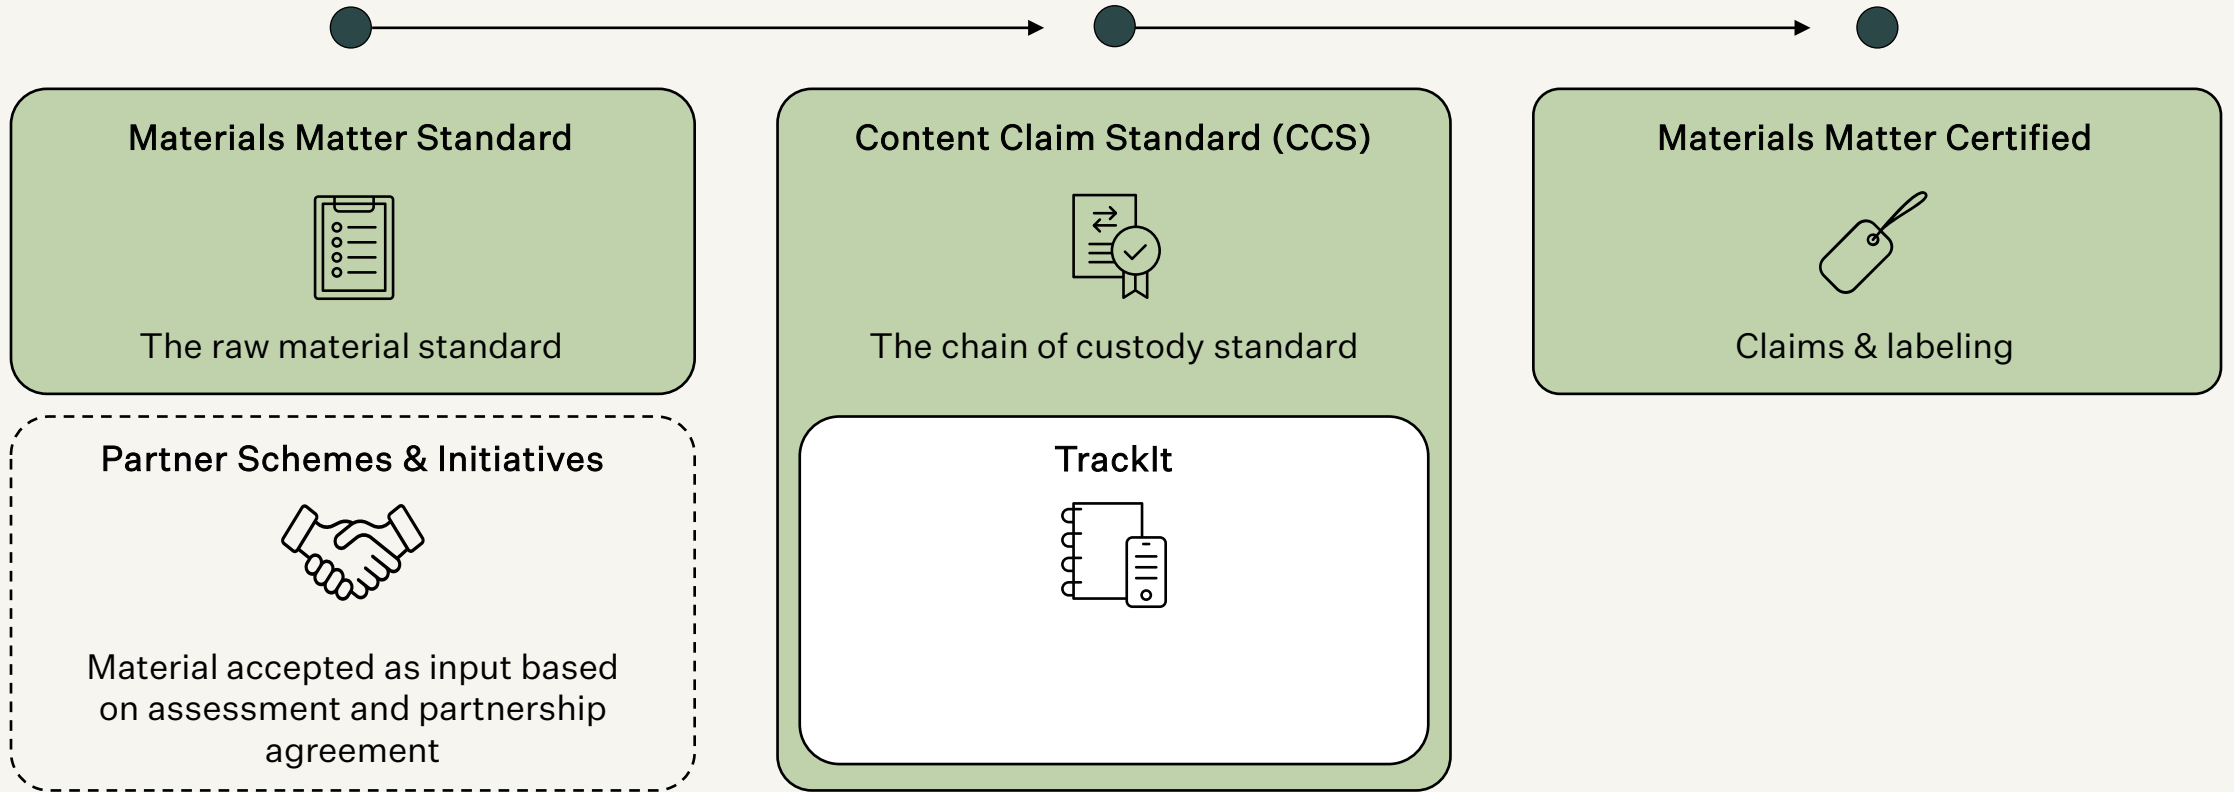 Materials Matter Standard
The raw material standard
Partner Schemes & Initiatives
Material accepted as input based
on assessment and partnership
agreement
Content Claim Standard (CCS)
The chain of custody standard
TrackIt
Materials Matter Certified
Claims & labeling